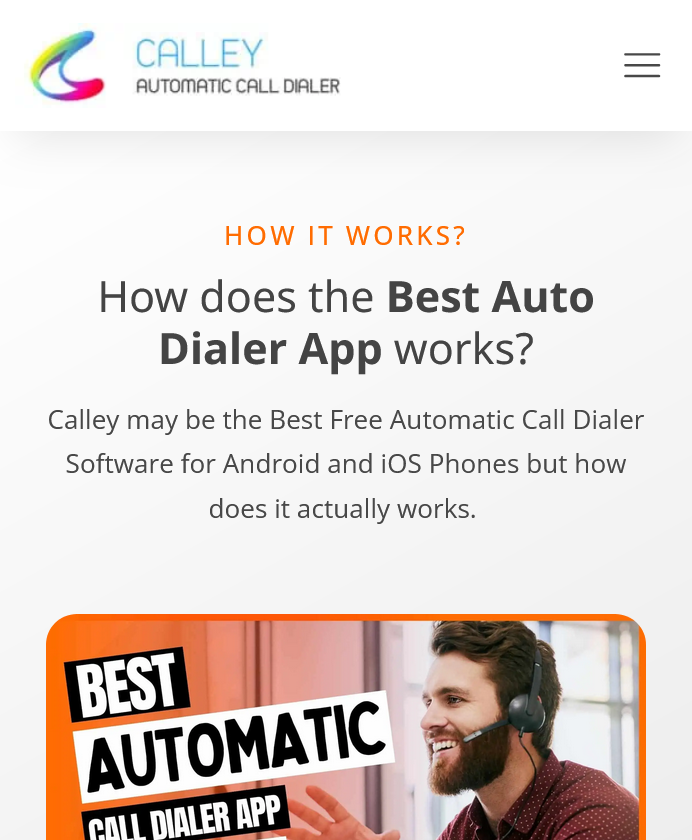 CALLEY
AUTOMATIC CALL DIALER
HOW IT WORKS?
How does the Best Auto
Dialer App works?
Calley may be the Best Free Automatic Call Dialer
Software for Android and iOS Phones but how
does it actually works.
BEST
AUTOMATIC
CALL DIALER APP